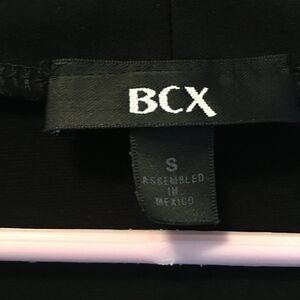 BCX
S
ASSEMBLED
IN
MEXICO